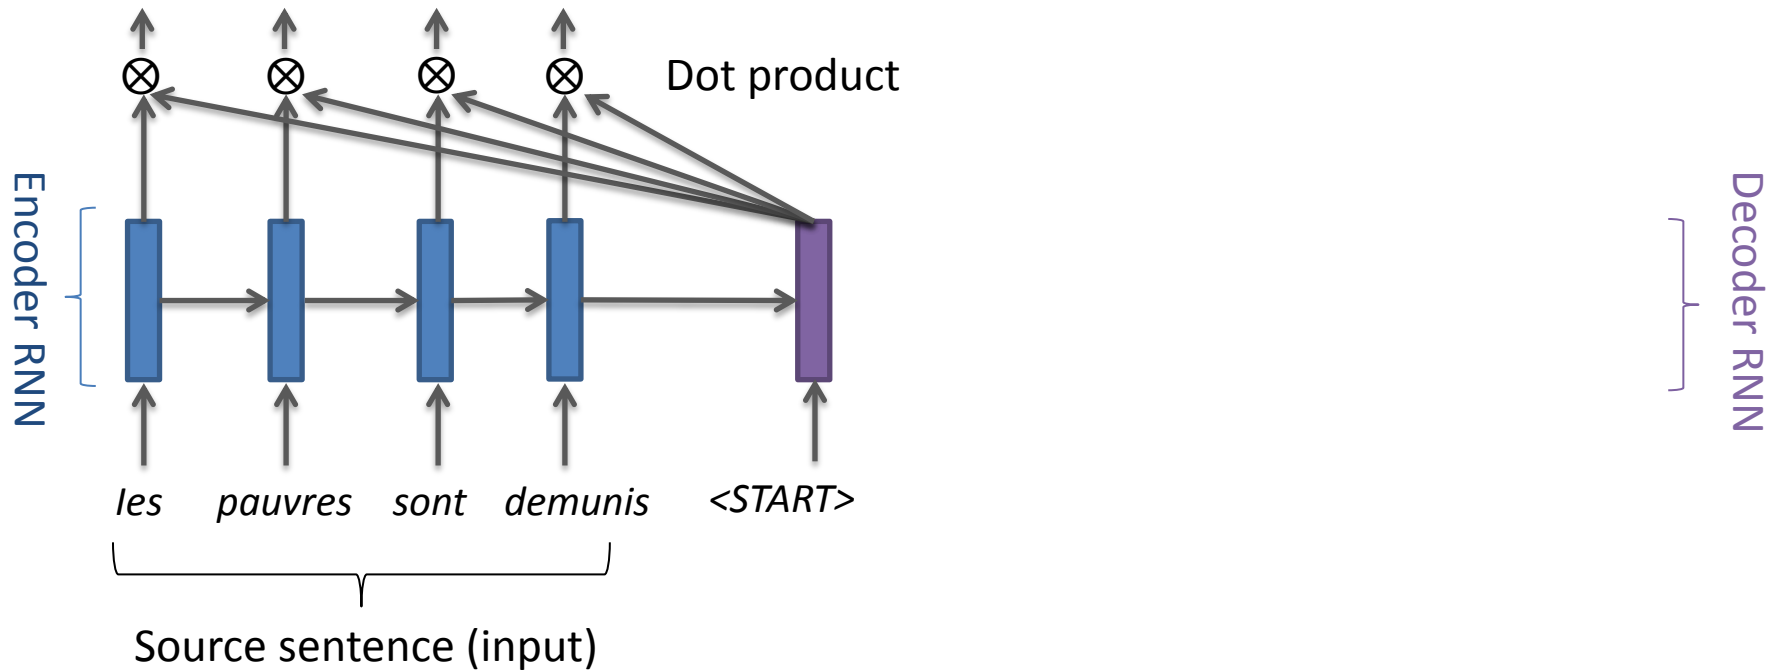 Dot product
Encoder RNN
Decoder RNN
les pauvres sont demunis <START>
Source sentence (input)